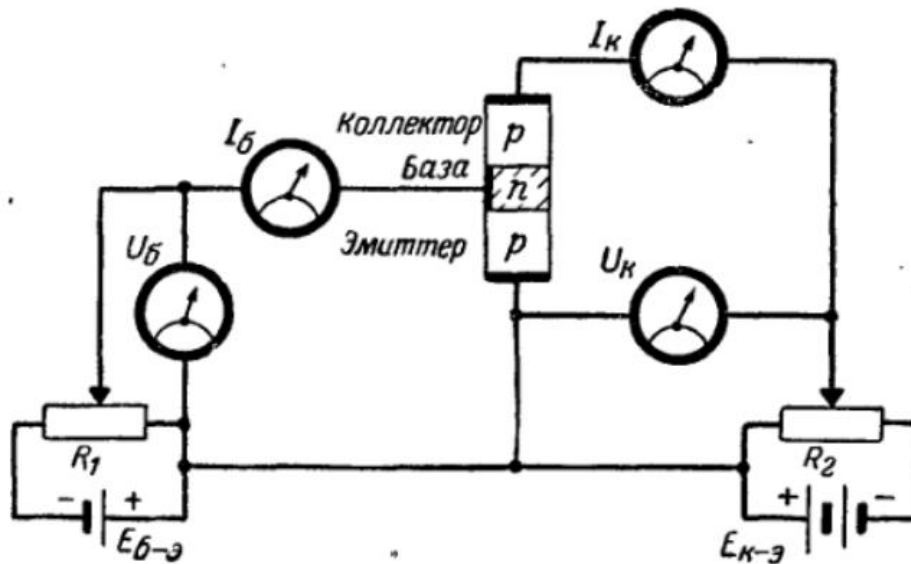 Iк
Коллектор
p
Iб
База
n
Эмиттер
p
Uб
Uк
R1
R2
- +
+ -
Eб-э
Eк-э